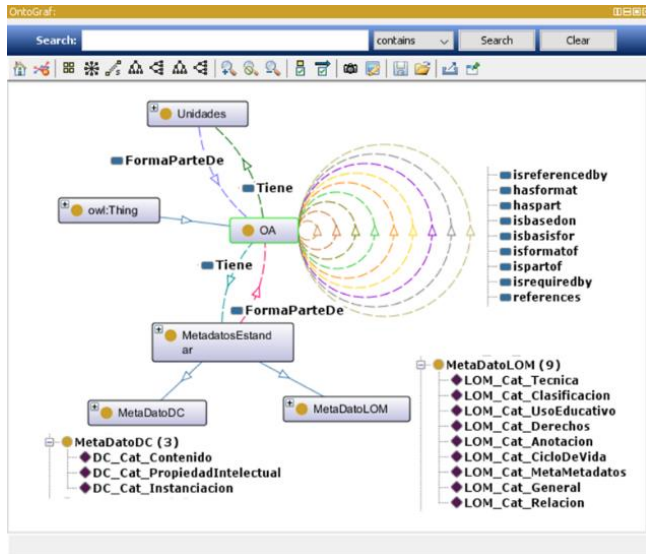 OntoGraf:
Search:
contains
Search
Clear
Unidades
FormaParteDe
Tiene
owl:Thing
OA
isreferencedby
hasformat
haspart
isbasedon
isbasisfor
isformatof
ispartof
isrequiredby
references
Tiene
FormaParteDe
MetadatosEstand
ar
MetaDatoDC
MetaDatoLOM
MetaDatoLOM (9)
LOM_Cat_Tecnica
LOM_Cat_Clasificacion
LOM_Cat_UsoEducativo
LOM_Cat_Derechos
LOM_Cat_Anotacion
LOM_Cat_CicloDeVida
LOM_Cat_MetaMetadatos
LOM_Cat_General
LOM_Cat_Relacion
MetaDatoDC (3)
DC_Cat_Contenido
DC_Cat_PropiedadIntelectual
DC_Cat_Instanciacion